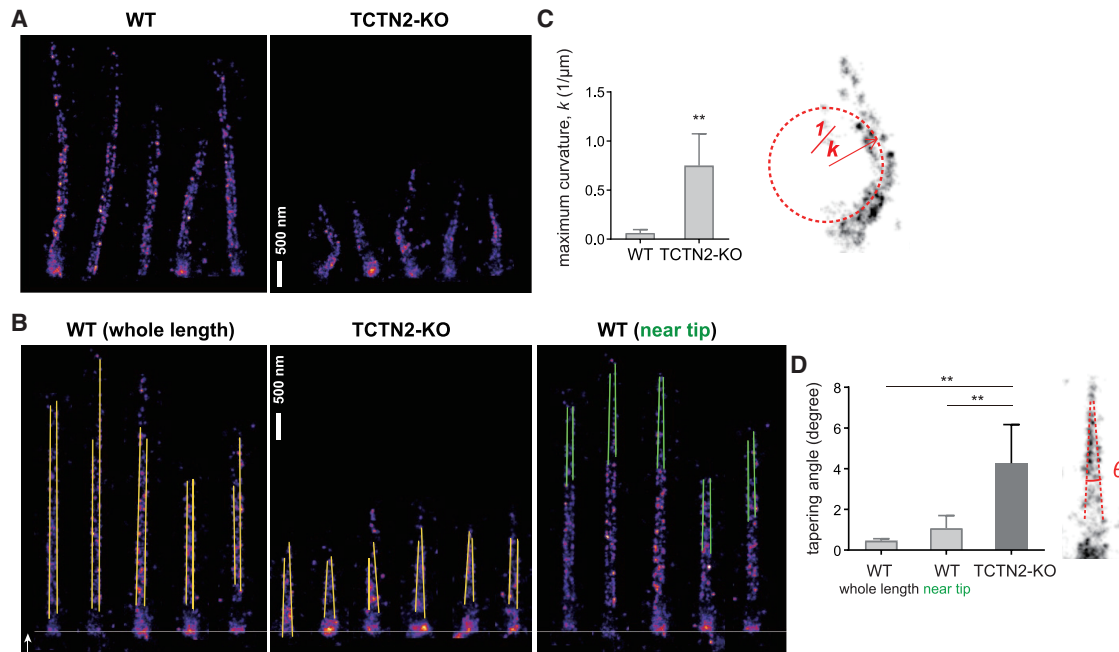 A
WT
TCTN2-KO
500 nm
B
WT (whole length)
TCTN2-KO
WT (near tip)
500 nm
C
maximum curvature, k (1/µm)
1.5
1.0
0.5
0.0
**
WT TCTN2-KO
1/k
D
tapering angle (degree)
8
6
4
2
0
**
**
WT WT TCTN2-KO
whole length near tip
θ